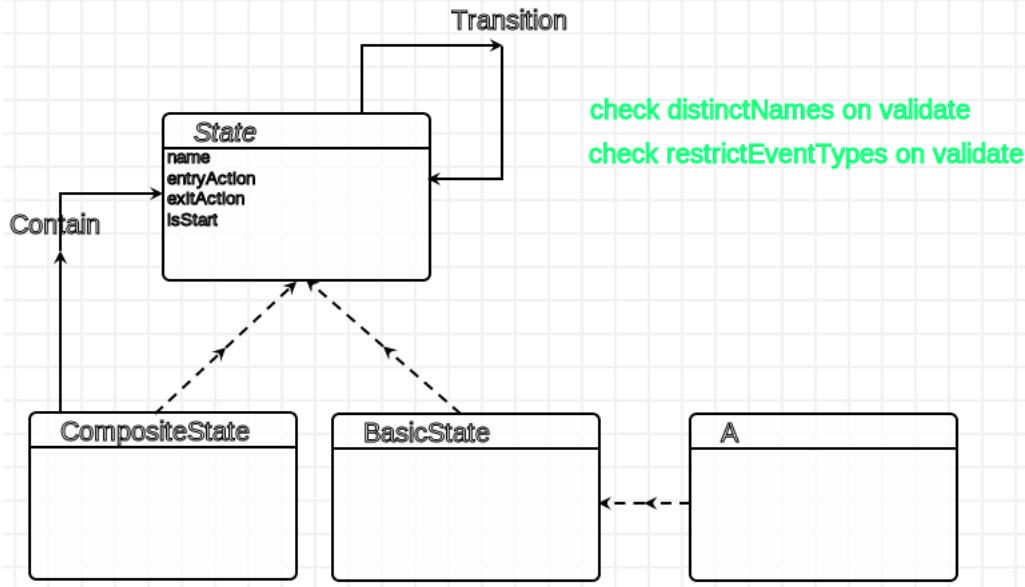 Transition
check distinctNames on validate
State
check restrictEventTypes on validate
name
entryAction
exitAction
isStart
Contain
CompositeState
BasicState
A